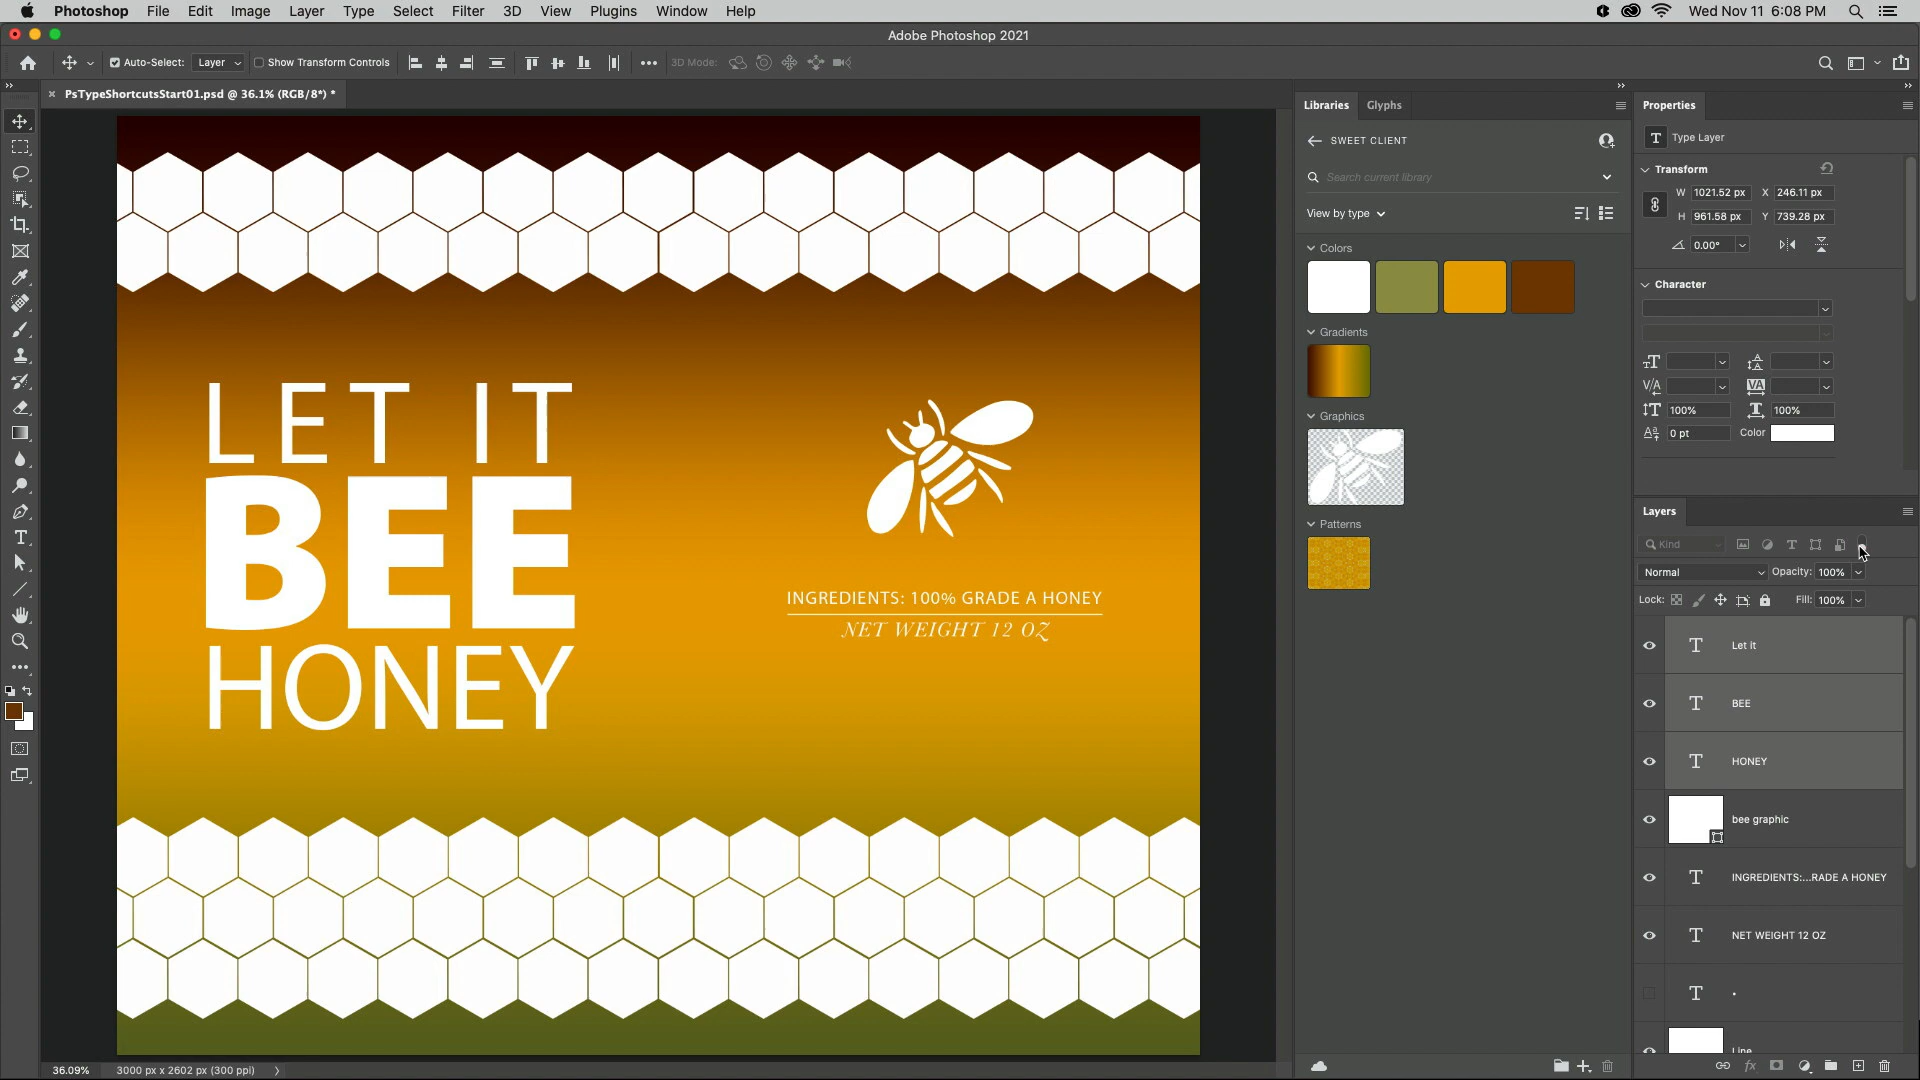 Photoshop File Edit Image Layer Type Select Filter 3D View Plugins Window Help Wed Nov 11 6:08 PM
Adobe Photoshop 2021
Auto-Select: Layer Show Transform Controls 3D Mode:
PsTypeShortcutsStart01.psd @ 36.1% (RGB/8*) *
LET IT
BEE
HONEY
INGREDIENTS: 100% GRADE A HONEY
NET WEIGHT 12 OZ
36.09% 3000 px x 2602 px (300 ppi)
Libraries Glyphs
SWEET CLIENT
Search current library
View by type
Colors
Gradients
Graphics
Patterns
Properties
Type Layer
Transform
W 1021.52 px X 246.11 px
H 961.58 px Y 739.28 px
0.00°
Character
100% 100%
0 pt Color
Layers
Kind
Normal Opacity: 100%
Lock: Fill: 100%
Let it
BEE
HONEY
bee graphic
INGREDIENTS:...RADE A HONEY
NET WEIGHT 12 OZ
.
Line